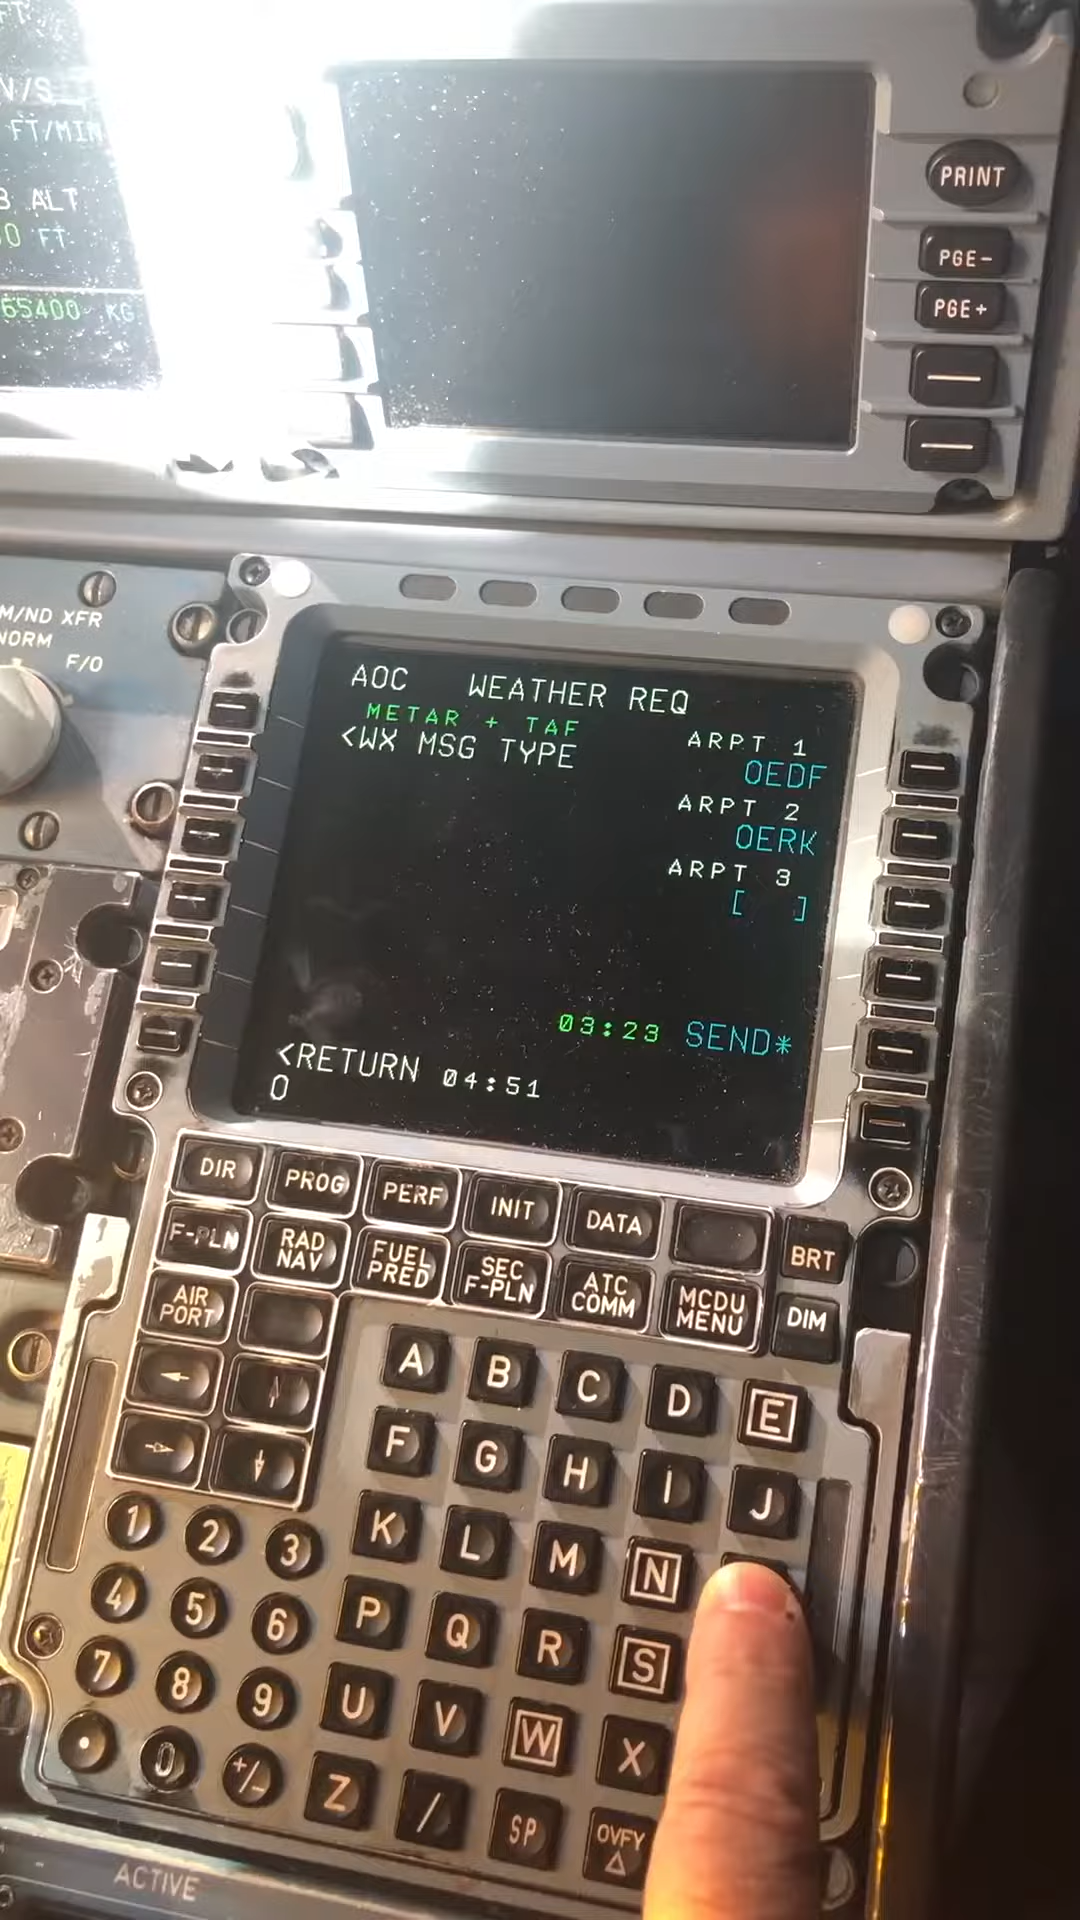 FT
V/S
FT/MIN
ALT
0 FT
65400 KG
PRINT
PGE-
PGE+
M/ND XFR
NORM
F/O
AOC WEATHER REQ
METAR + TAF
<WX MSG TYPE
ARPT 1
OEDF
ARPT 2
OERK
ARPT 3
[ ]
03:23 SEND*
<RETURN 04:51
O
DIR PROG PERF INIT DATA
BRT
F-PLN RAD NAV FUEL PRED SEC F-PLN ATC COMM MCDU MENU
DIM
AIR PORT
← ↑
→ ↓
A B C D E
F G H I J
K L M N
P Q R S
U V W X
Z / SP OVFY Δ
1 2 3
4 5 6
7 8 9
. 0 +/-
ACTIVE